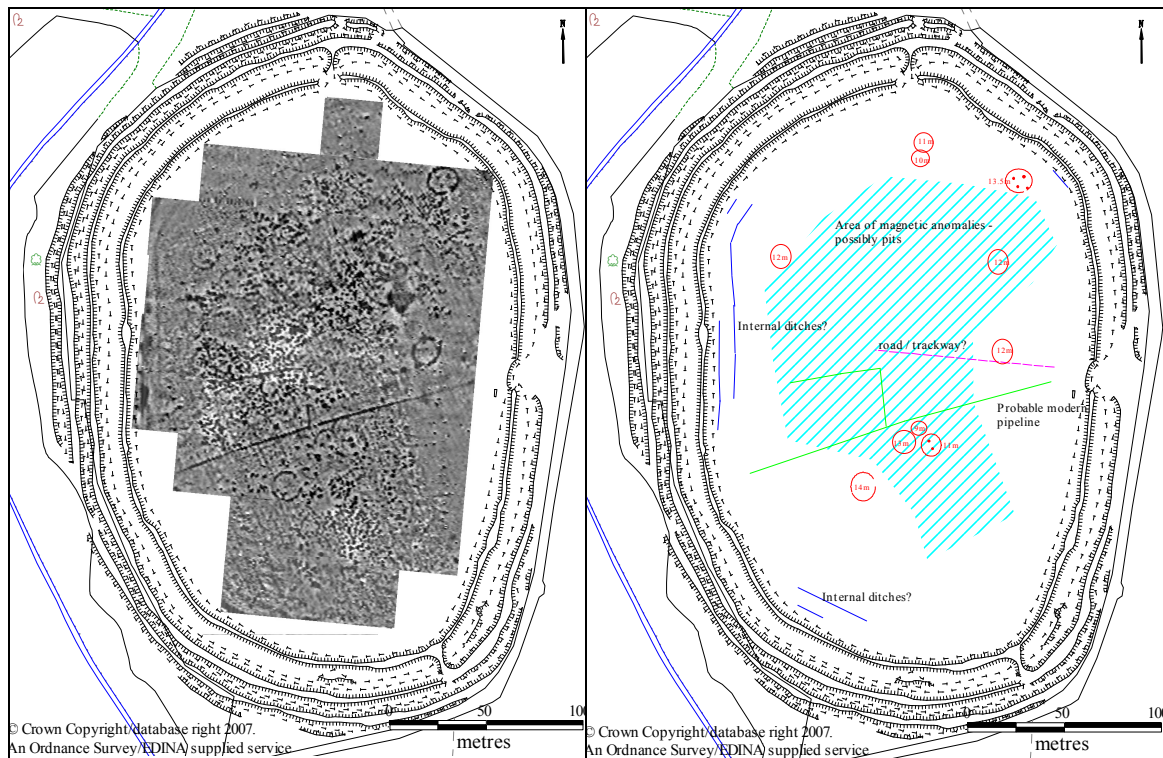 N
0
50
100
metres
© Crown Copyright/database right 2007.
An Ordnance Survey/EDINA supplied service
N
11m
10m
13.5m
Area of magnetic anomalies -
possibly pits
12m
12m
Internal ditches?
road / trackway?
12m
Probable modern
pipeline
9m
13m
11m
14m
Internal ditches?
0
50
100
metres
© Crown Copyright/database right 2007.
An Ordnance Survey/EDINA supplied service